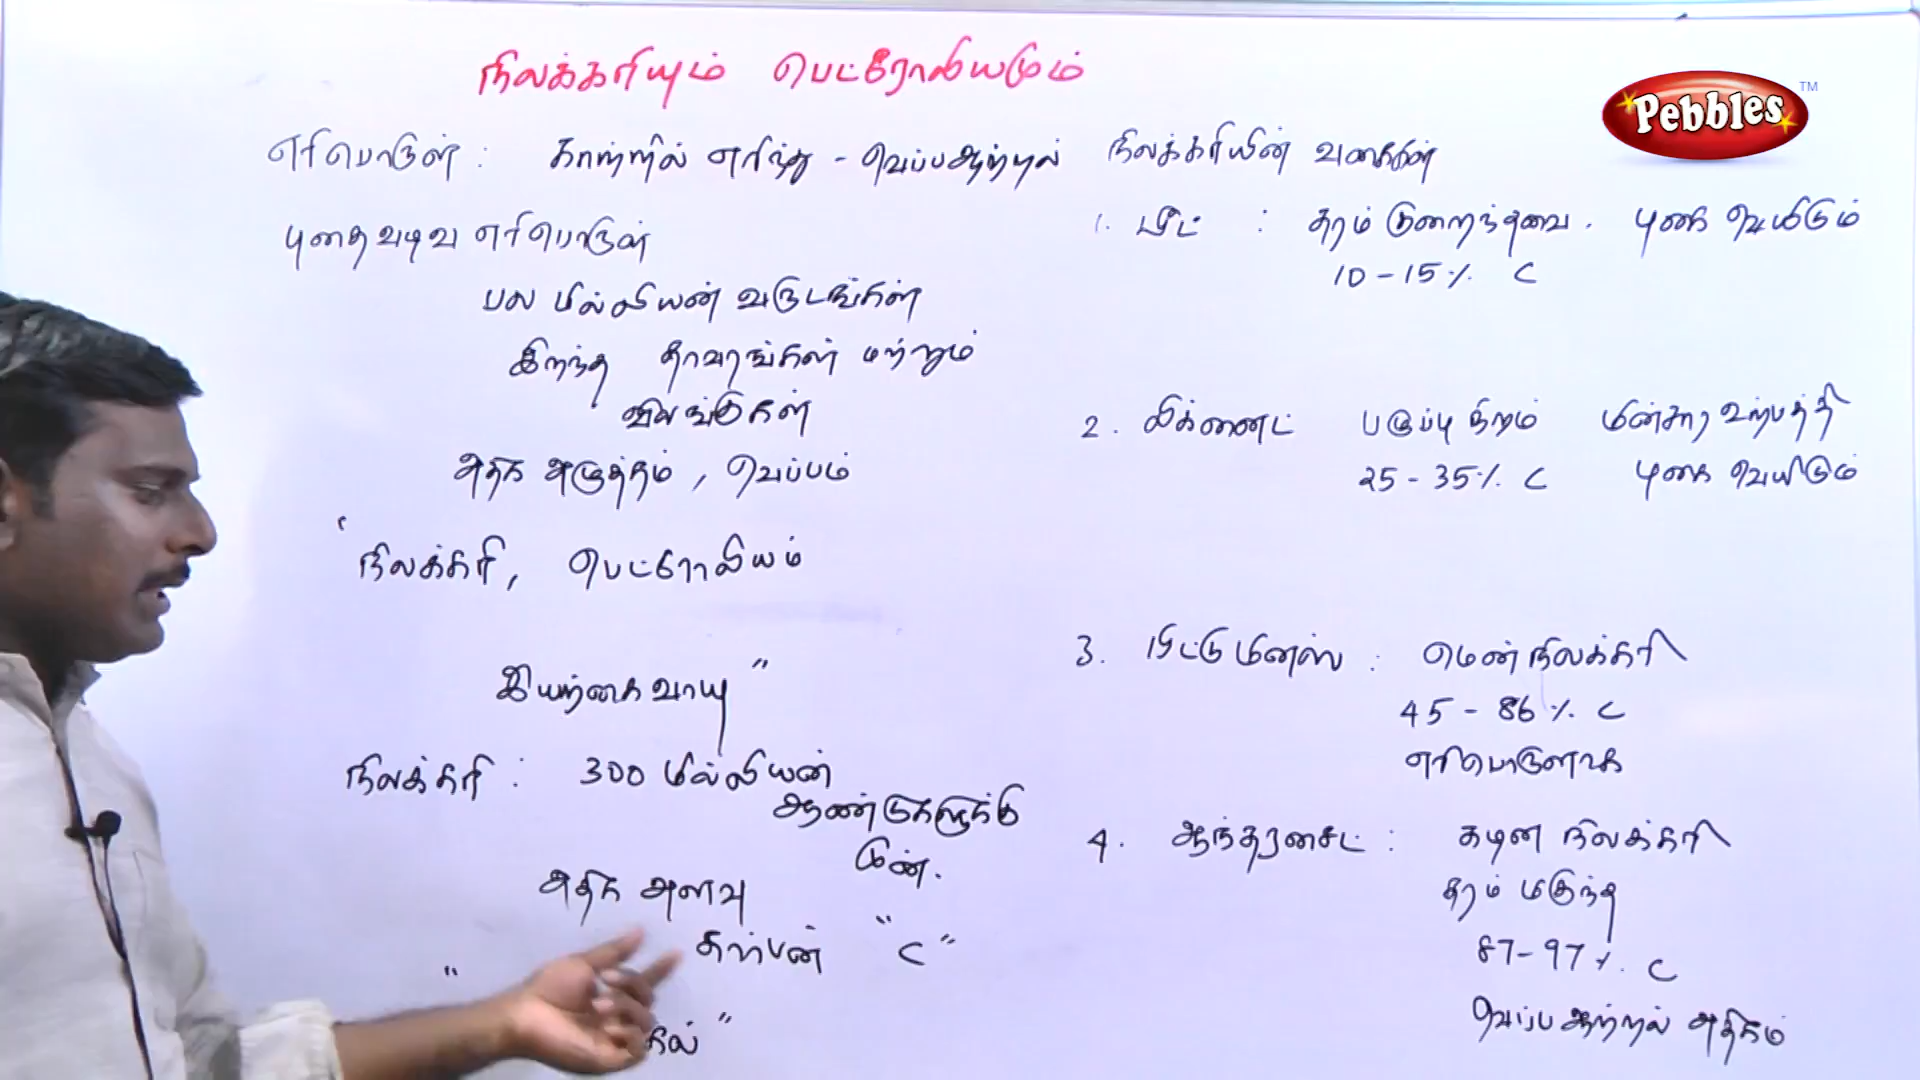 நிலக்கரியும் பெட்ரோலியமும்
Pebbles TM
எரிபொருள் : காற்றில் எரிந்து - வெப்பஆற்றல்
புதைவடிவ எரிபொருள்
பல மில்லியன் வருடங்கள்
இறந்த தாவரங்கள் மற்றும்
விலங்குகள்
அதிக அழுத்தம் , வெப்பம்
" நிலக்கரி , பெட்ரோலியம்
இயற்கை வாயு "
நிலக்கரி : 300 மில்லியன்
ஆண்டுகளுக்கு
முன்.
அதிக அளவு
கார்பன் " C "
நிலக்கரியின் வகைகள்
1. பீட் : தரம் குறைந்தவை . புகை வெயிடும்
10 - 15 % C
2 . லிக்னைட் பழுப்பு நிறம் மின்சார உற்பத்தி
25 - 35 % C புகை வெயிடும்
3 . பிட்டுமினஸ் : மென் நிலக்கரி
45 - 86 % C
எரிபொருளாக
4 . ஆந்தரசைட் : கடின நிலக்கரி
தரம் மிகுந்த
87 - 97 % C
வெப்ப ஆற்றல் அதிகம்